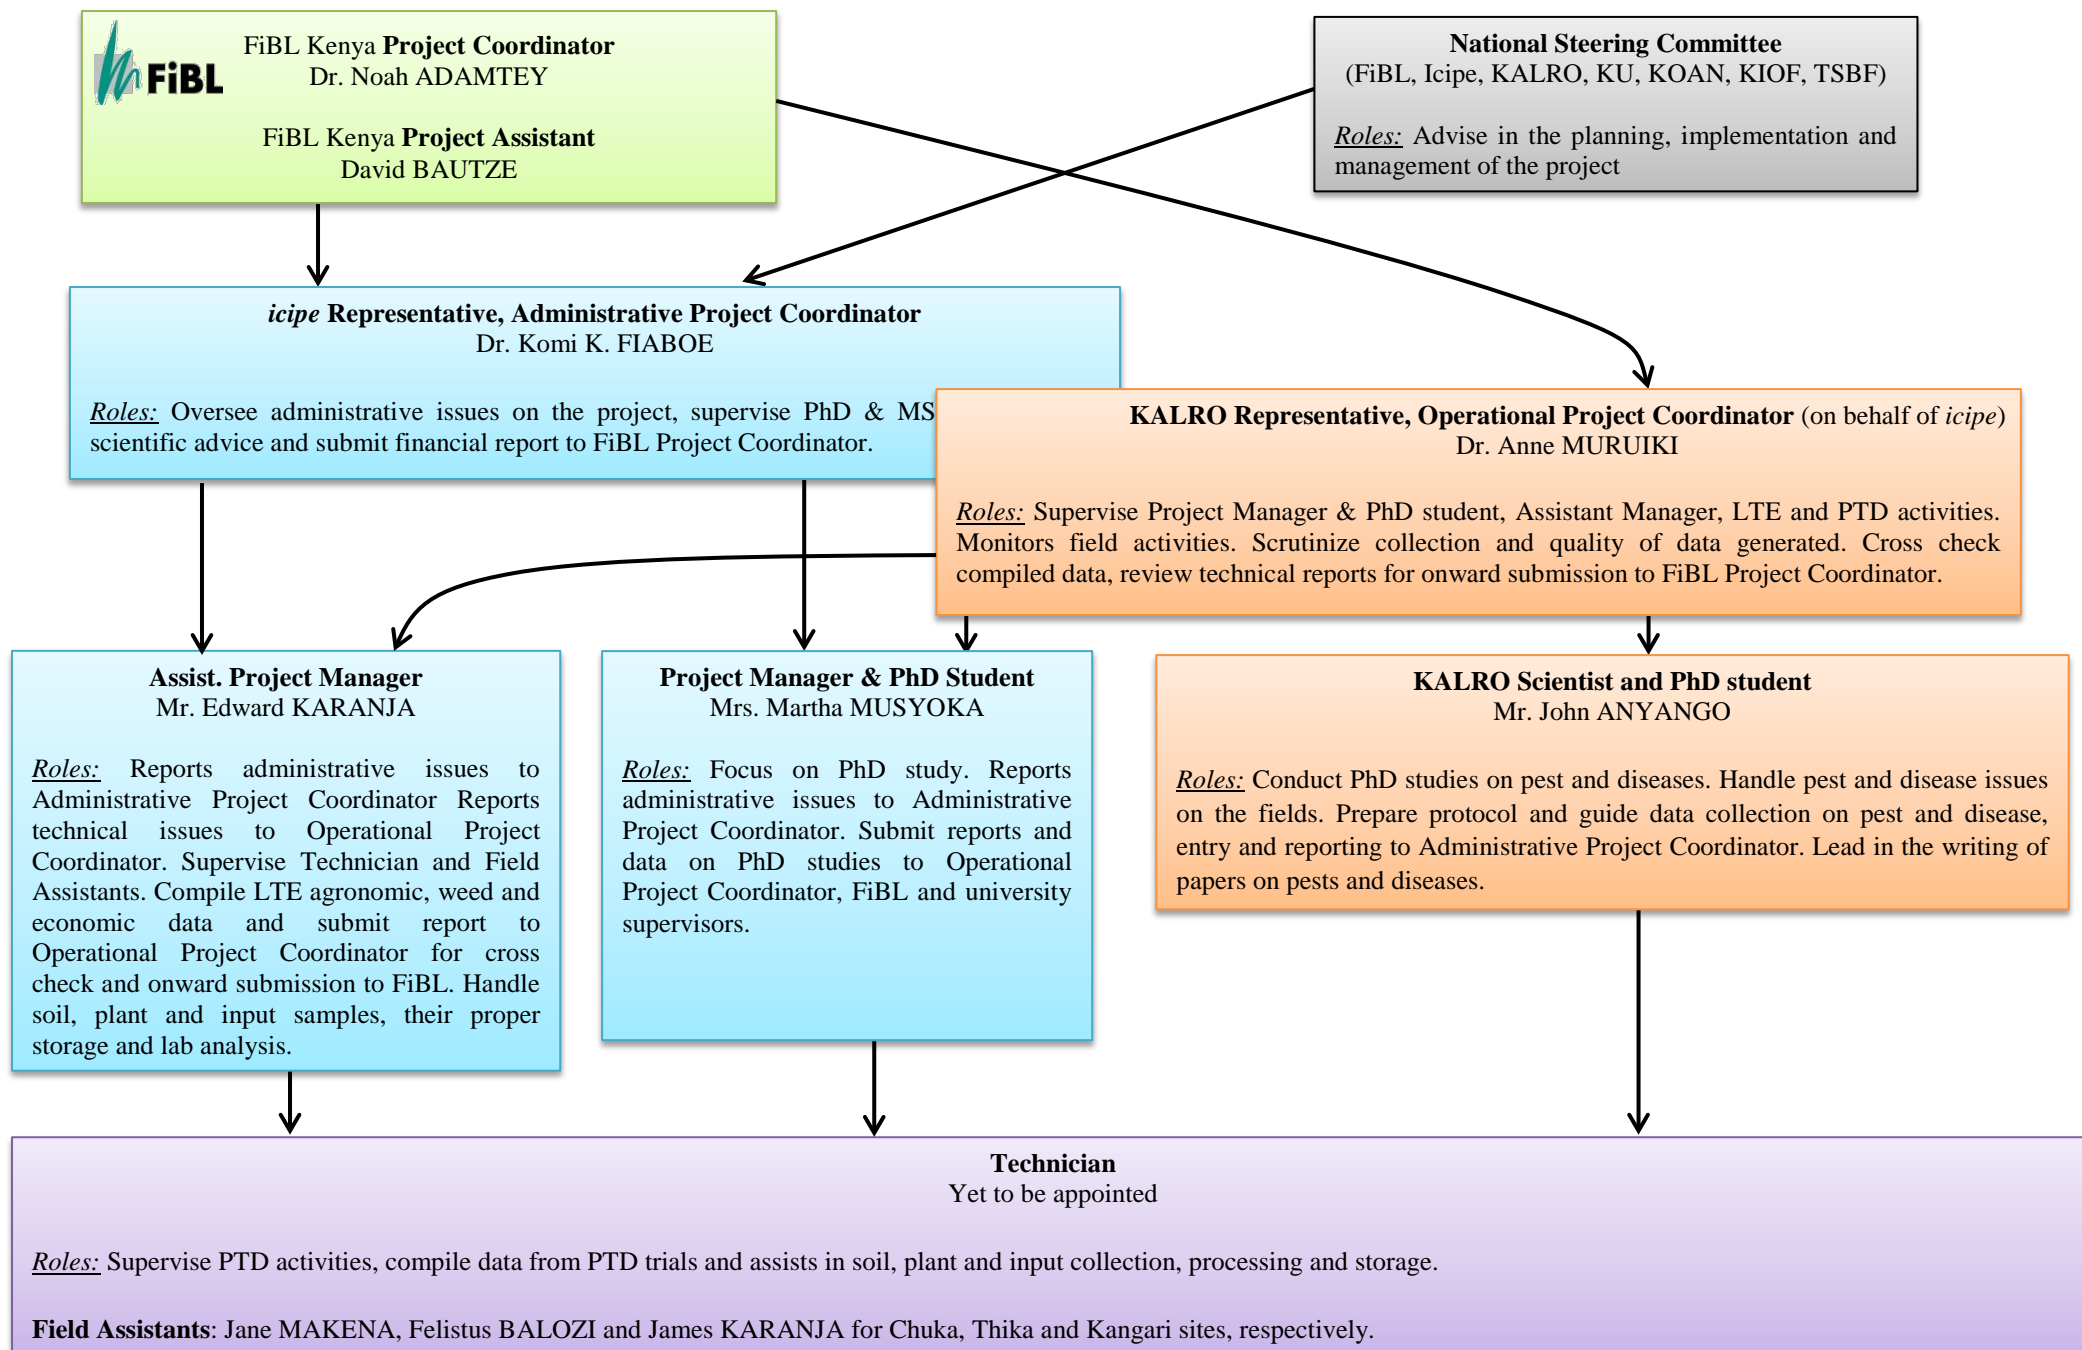 FiBL
FiBL Kenya Project Coordinator
Dr. Noah ADAMTEY
FiBL Kenya Project Assistant
David BAUTZE
National Steering Committee
(FiBL, Icipe, KALRO, KU, KOAN, KIOF, TSBF)
Roles: Advise in the planning, implementation and
management of the project
icipe Representative, Administrative Project Coordinator
Dr. Komi K. FIABOE
Roles: Oversee administrative issues on the project, supervise PhD & MS
scientific advice and submit financial report to FiBL Project Coordinator.
KALRO Representative, Operational Project Coordinator (on behalf of icipe)
Dr. Anne MURUIKI
Roles: Supervise Project Manager & PhD student, Assistant Manager, LTE and PTD activities.
Monitors field activities. Scrutinize collection and quality of data generated. Cross check
compiled data, review technical reports for onward submission to FiBL Project Coordinator.
Assist. Project Manager
Mr. Edward KARANJA
Roles: Reports administrative issues to
Administrative Project Coordinator Reports
technical issues to Operational Project
Coordinator. Supervise Technician and Field
Assistants. Compile LTE agronomic, weed and
economic data and submit report to
Operational Project Coordinator for cross
check and onward submission to FiBL. Handle
soil, plant and input samples, their proper
storage and lab analysis.
Project Manager & PhD Student
Mrs. Martha MUSYOKA
Roles: Focus on PhD study. Reports
administrative issues to Administrative
Project Coordinator. Submit reports and
data on PhD studies to Operational
Project Coordinator, FiBL and university
supervisors.
KALRO Scientist and PhD student
Mr. John ANYANGO
Roles: Conduct PhD studies on pest and diseases. Handle pest and disease issues
on the fields. Prepare protocol and guide data collection on pest and disease,
entry and reporting to Administrative Project Coordinator. Lead in the writing of
papers on pests and diseases.
Technician
Yet to be appointed
Roles: Supervise PTD activities, compile data from PTD trials and assists in soil, plant and input collection, processing and storage.
Field Assistants: Jane MAKENA, Felistus BALOZI and James KARANJA for Chuka, Thika and Kangari sites, respectively.